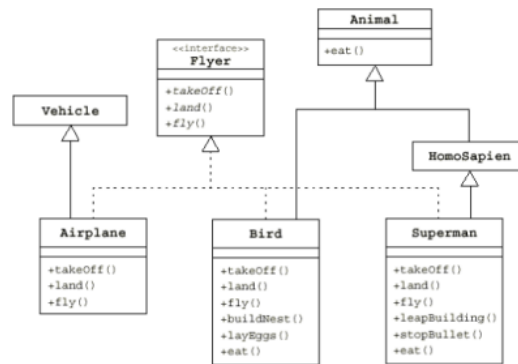 Animal
+eat()
<<interface>>
Flyer
+takeOff()
+land()
+fly()
Vehicle
HomoSapien
Airplane
+takeOff()
+land()
+fly()
Bird
+takeOff()
+land()
+fly()
+buildNest()
+layEggs()
+eat()
Superman
+takeOff()
+land()
+fly()
+leapBuilding()
+stopBullet()
+eat()